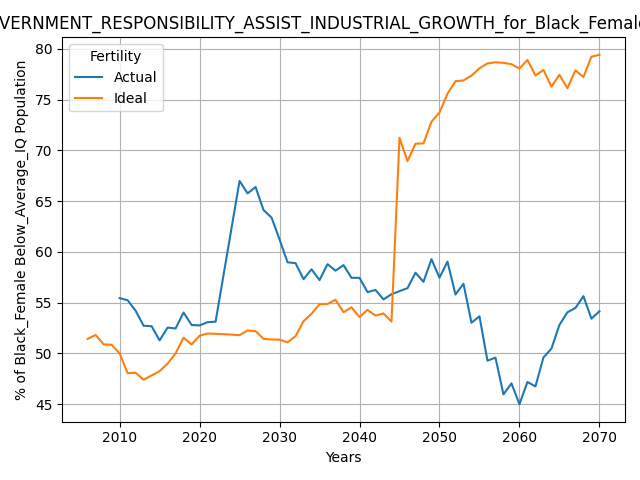 VERNMENT_RESPONSIBILITY_ASSIST_INDUSTRIAL_GROWTH_for_Black_Female
Fertility
Actual
Ideal
% of Black_Female Below_Average_IQ Population
80
75
70
65
60
55
50
45
2010 2020 2030 2040 2050 2060 2070
Years